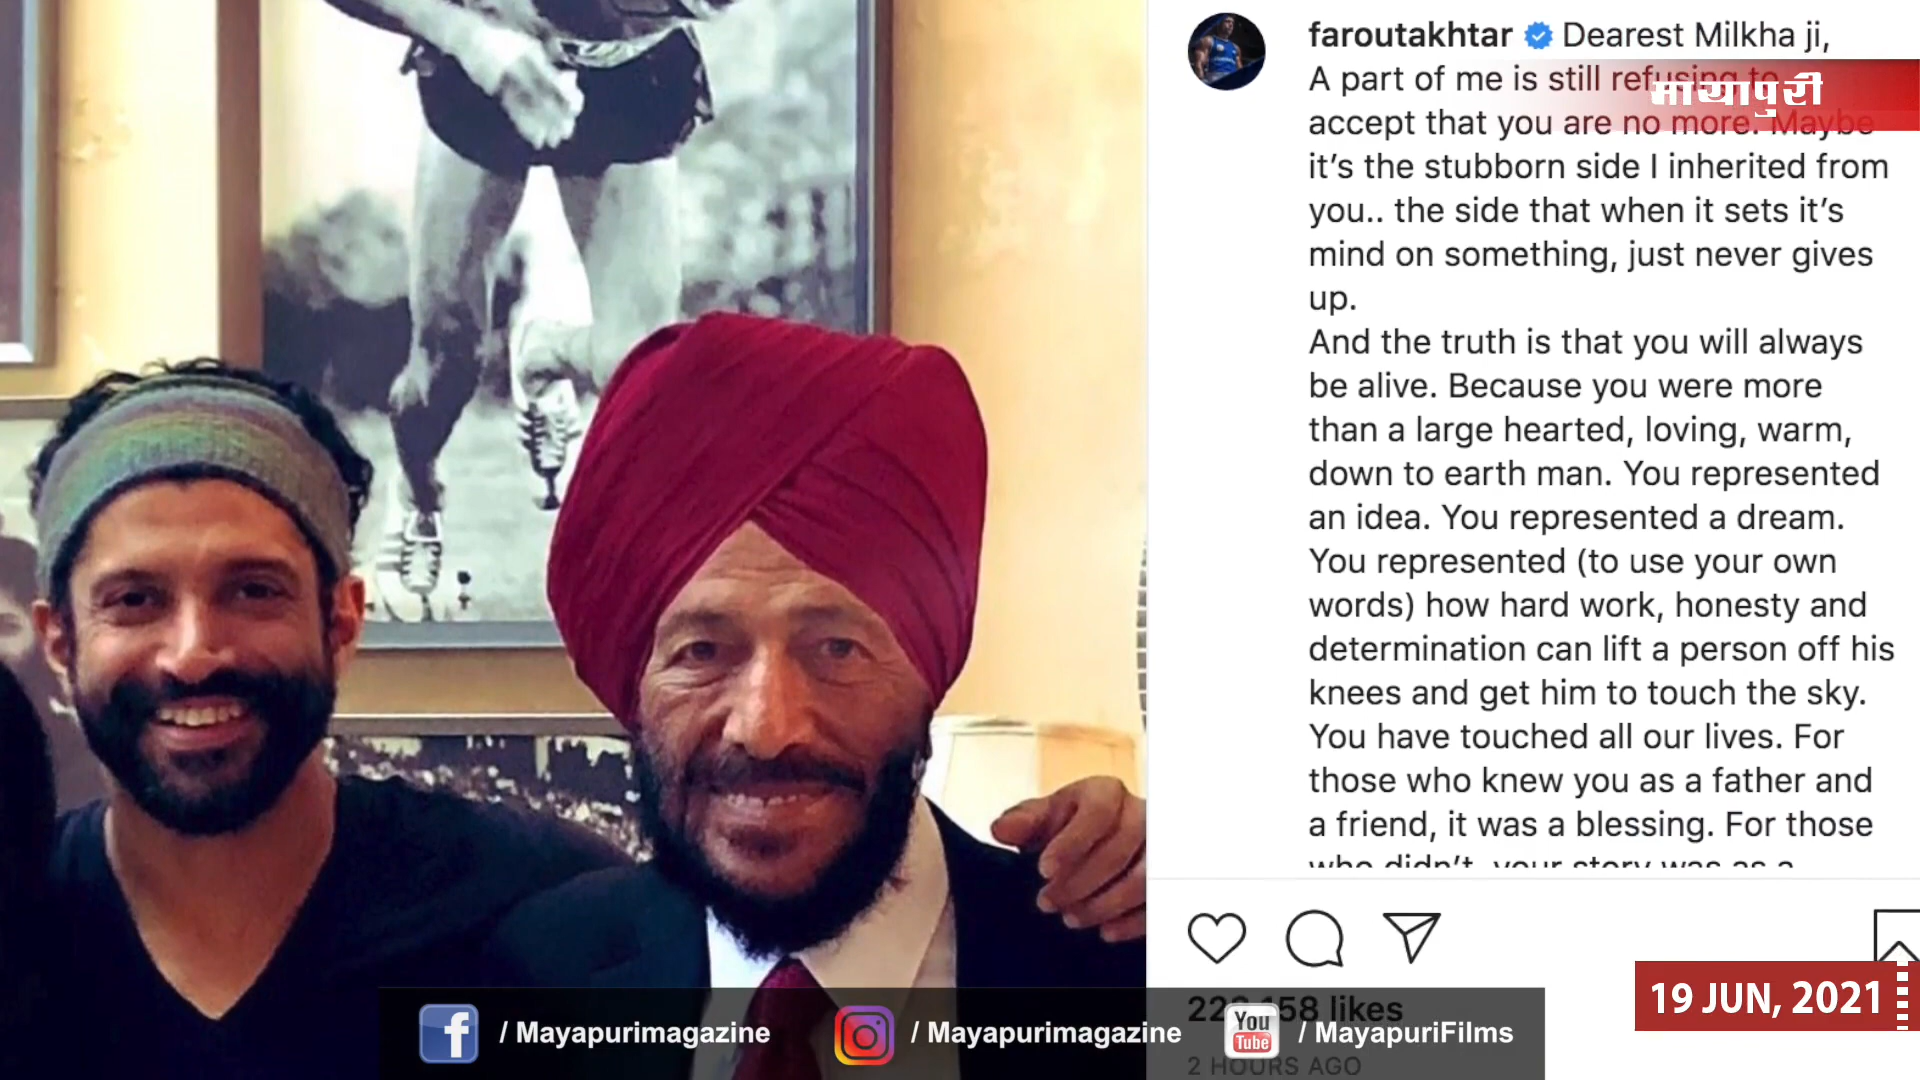 faroutakhtar Dearest Milkha ji,
A part of me is still refusing to
मायापुरी
accept that you are no more. Maybe
it's the stubborn side I inherited from
you.. the side that when it sets it's
mind on something, just never gives
up.
And the truth is that you will always
be alive. Because you were more
than a large hearted, loving, warm,
down to earth man. You represented
an idea. You represented a dream.
You represented (to use your own
words) how hard work, honesty and
determination can lift a person off his
knees and get him to touch the sky.
You have touched all our lives. For
those who knew you as a father and
a friend, it was a blessing. For those
who didn't, your story was as a
19 JUN, 2021
likes
/ Mayapurimagazine
/ Mayapurimagazine
You Tube / MayapuriFilms
2 HOURS AGO